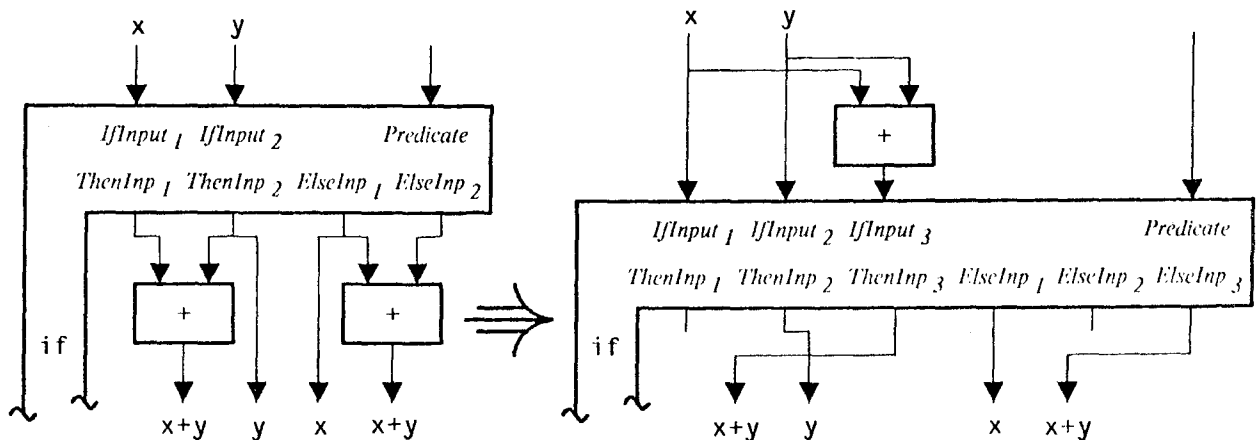 x y
IfInput 1 IfInput 2 Predicate
ThenInp 1 ThenInp 2 ElseInp 1 ElseInp 2
+ +
if
x+y y x x+y
x y
+
IfInput 1 IfInput 2 IfInput 3 Predicate
ThenInp 1 ThenInp 2 ThenInp 3 ElseInp 1 ElseInp 2 ElseInp 3
if
x+y y x x+y